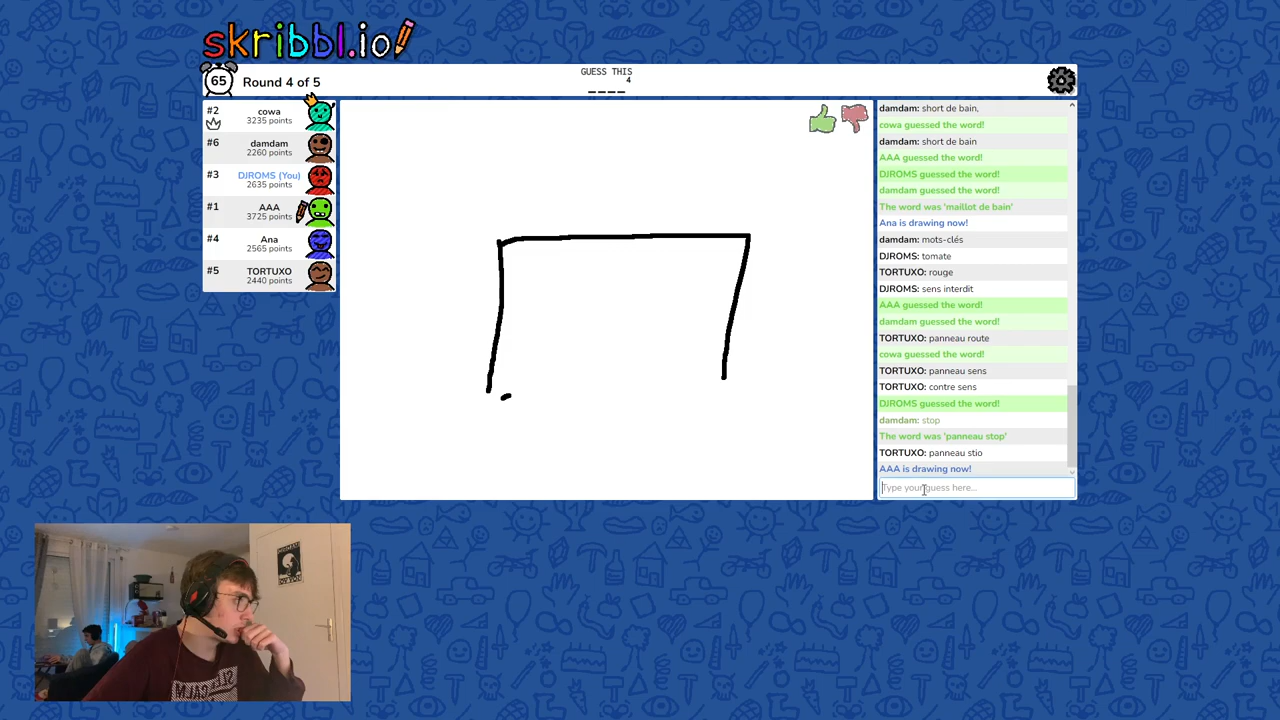 skribbl.io
65
Round 4 of 5
GUESS THIS
4
____
#2
cowa
3235 points
#6
damdam
2260 points
#3
DJROMS (You)
2635 points
#1
AAA
3725 points
#4
Ana
2565 points
#5
TORTUXO
2440 points
damdam: short de bain.
cowa guessed the word!
damdam: short de bain
AAA guessed the word!
DJROMS guessed the word!
damdam guessed the word!
The word was 'maillot de bain'
Ana is drawing now!
damdam: mots-clés
DJROMS: tomate
TORTUXO: rouge
DJROMS: sens interdit
AAA guessed the word!
damdam guessed the word!
TORTUXO: panneau route
cowa guessed the word!
TORTUXO: panneau sens
TORTUXO: contre sens
DJROMS guessed the word!
damdam: stop
The word was 'panneau stop'
TORTUXO: panneau stio
AAA is drawing now!
Type your guess here...